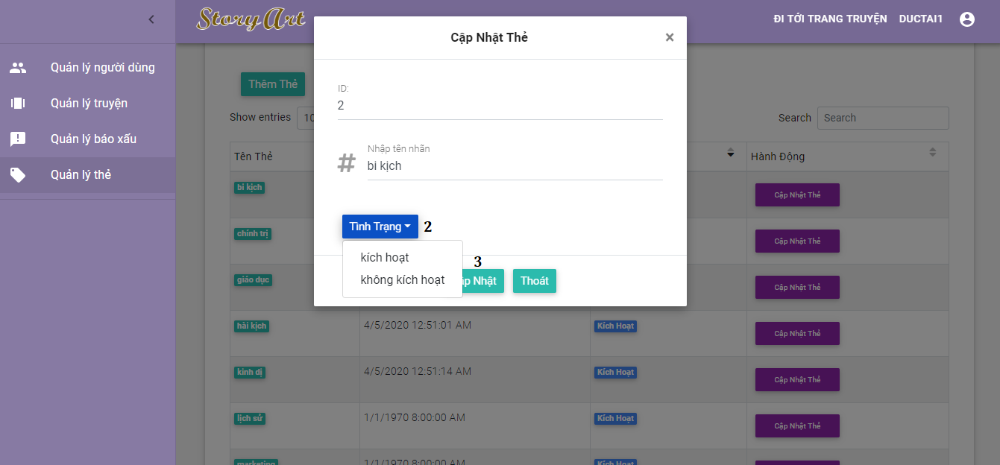 StoryArt
ĐI TỚI TRANG TRUYỆN
DUCTAI1
Quản lý người dùng
Quản lý truyện
Quản lý báo xấu
Quản lý thẻ
Cập Nhật Thẻ
×
ID:
2
Nhập tên nhãn
# bi kịch
Tình Trạng
2
kích hoạt
không kích hoạt
3
ập Nhật
Thoát
Thêm Thẻ
Show entries
10
Search
Search
Tên Thẻ
Hành Động
bi kịch
Cập Nhật Thẻ
chính trị
Cập Nhật Thẻ
giáo dục
Cập Nhật Thẻ
hài kịch 4/5/2020 12:51:01 AM Kích Hoạt Cập Nhật Thẻ
kinh dị 4/5/2020 12:51:14 AM Kích Hoạt Cập Nhật Thẻ
lịch sử 1/1/1970 8:00:00 AM Kích Hoạt Cập Nhật Thẻ
marketing 1/1/1970 8:00:00 AM Kích Hoạt